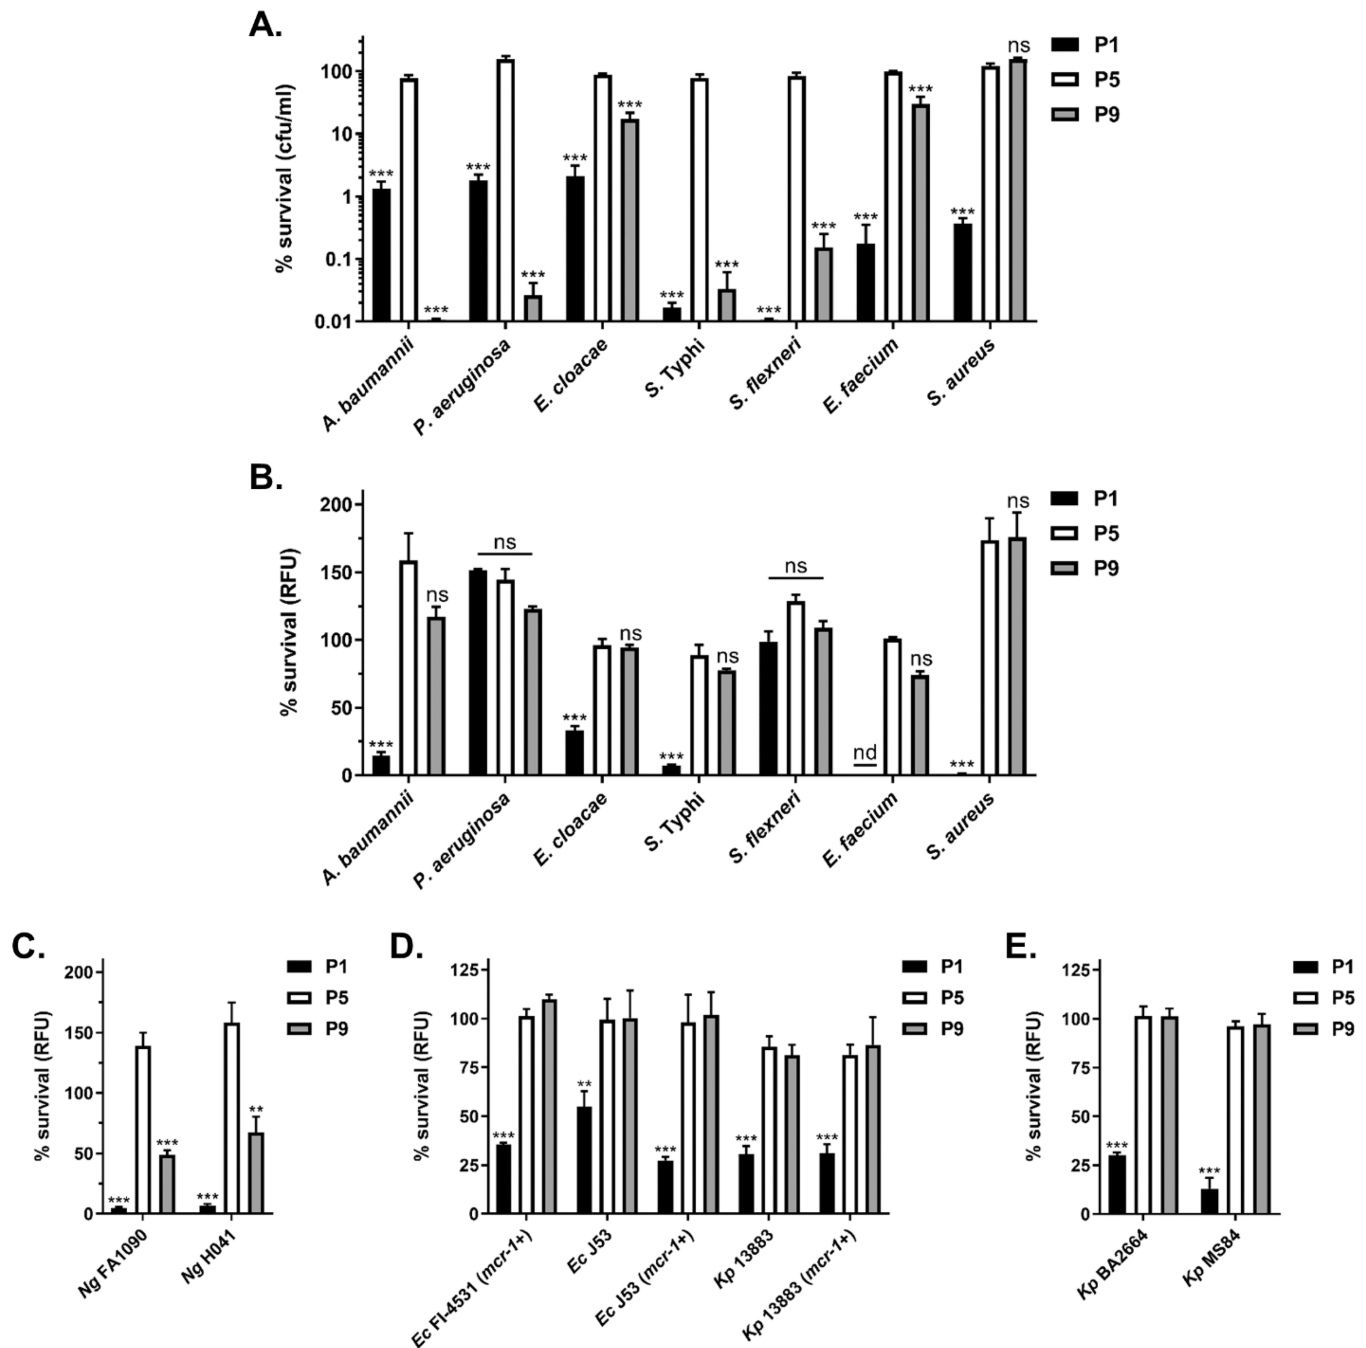 A.
% survival (cfu/ml)
100
10
1
0.1
0.01
*** *** *** *** *** *** *** *** *** *** *** *** *** ns
P1
P5
P9
A. baumannii
P. aeruginosa
E. cloacae
S. Typhi
S. flexneri
E. faecium
S. aureus
B.
% survival (RFU)
200
150
100
50
0
*** ns ns *** ns *** ns ns nd ns *** ns
P1
P5
P9
A. baumannii
P. aeruginosa
E. cloacae
S. Typhi
S. flexneri
E. faecium
S. aureus
C.
% survival (RFU)
200
150
100
50
0
*** *** *** **
P1
P5
P9
Ng FA1090
Ng H041
D.
% survival (RFU)
125
100
75
50
25
0
*** ** *** *** ***
P1
P5
P9
Ec FI-4531 (mcr-1+)
Ec J53
Ec J53 (mcr-1+)
Kp 13883
Kp 13883 (mcr-1+)
E.
% survival (RFU)
125
100
75
50
25
0
*** ***
P1
P5
P9
Kp BA2664
Kp MS84